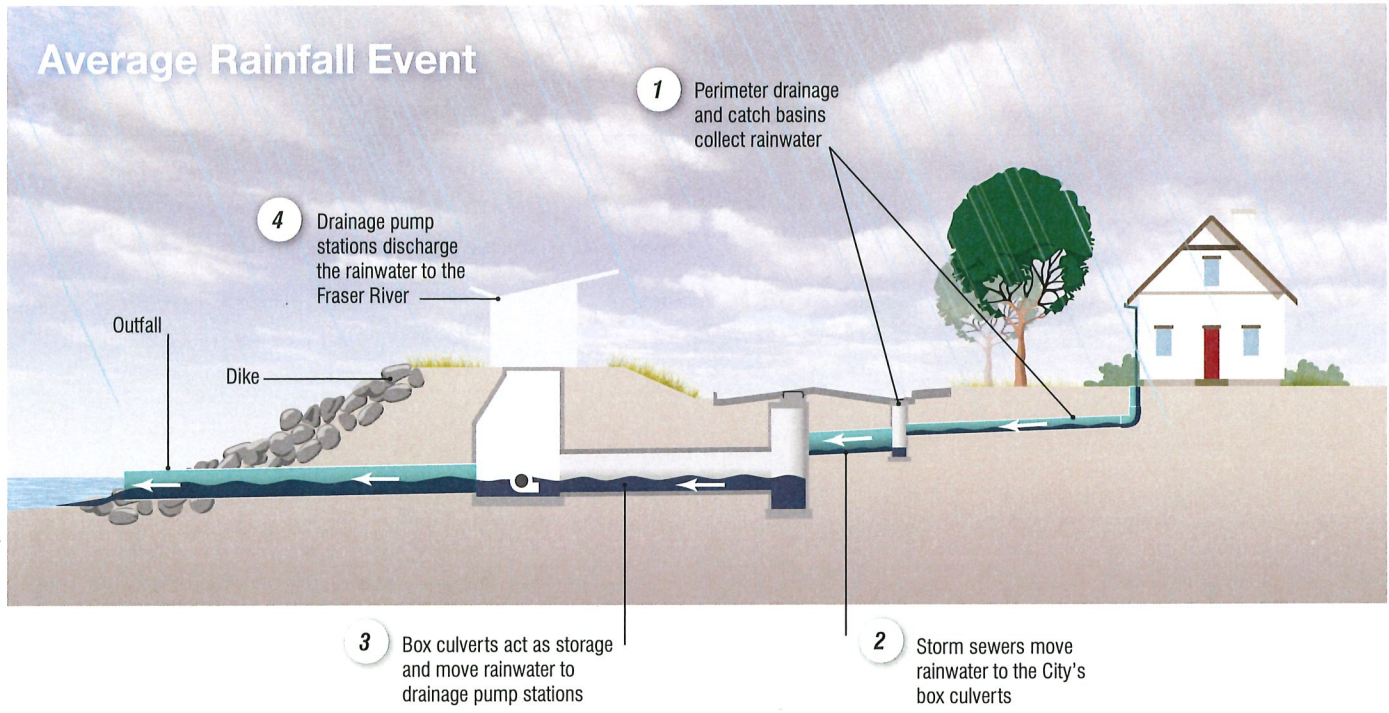 Average Rainfall Event
1
Perimeter drainage
and catch basins
collect rainwater
4
Drainage pump
stations discharge
the rainwater to the
Fraser River
Outfall
Dike
3
Box culverts act as storage
and move rainwater to
drainage pump stations
2
Storm sewers move
rainwater to the City's
box culverts